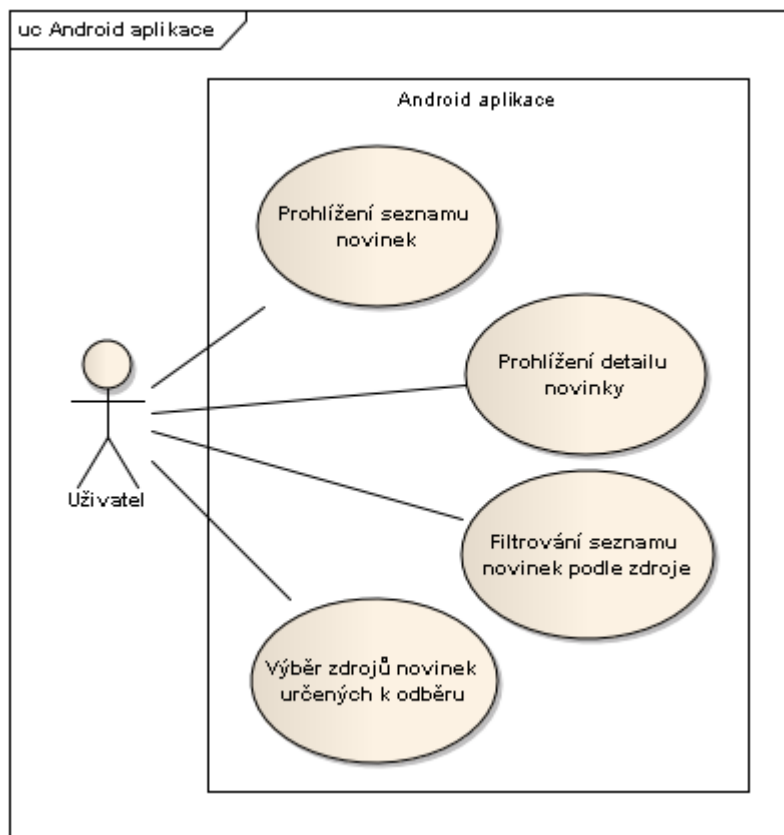 uc Android aplikace
Android aplikace
Prohlížení seznamu
novinek
Prohlížení detailu
novinky
Uživatel
Filtrování seznamu
novinek podle zdroje
Výběr zdrojů novinek
určených k odběru